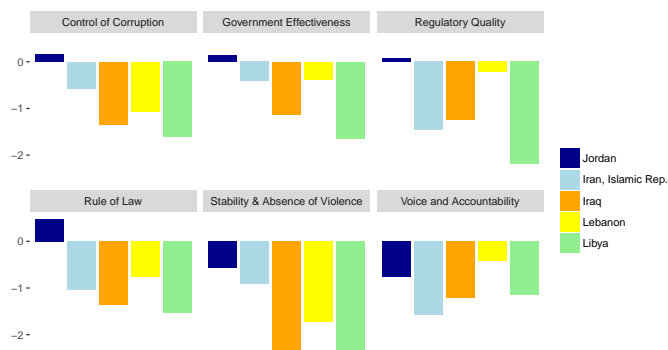 Control of Corruption
Government Effectiveness
Regulatory Quality
0
−1
−2
Rule of Law
Stability & Absence of Violence
Voice and Accountability
0
−1
−2
Jordan
Iran, Islamic Rep.
Iraq
Lebanon
Libya